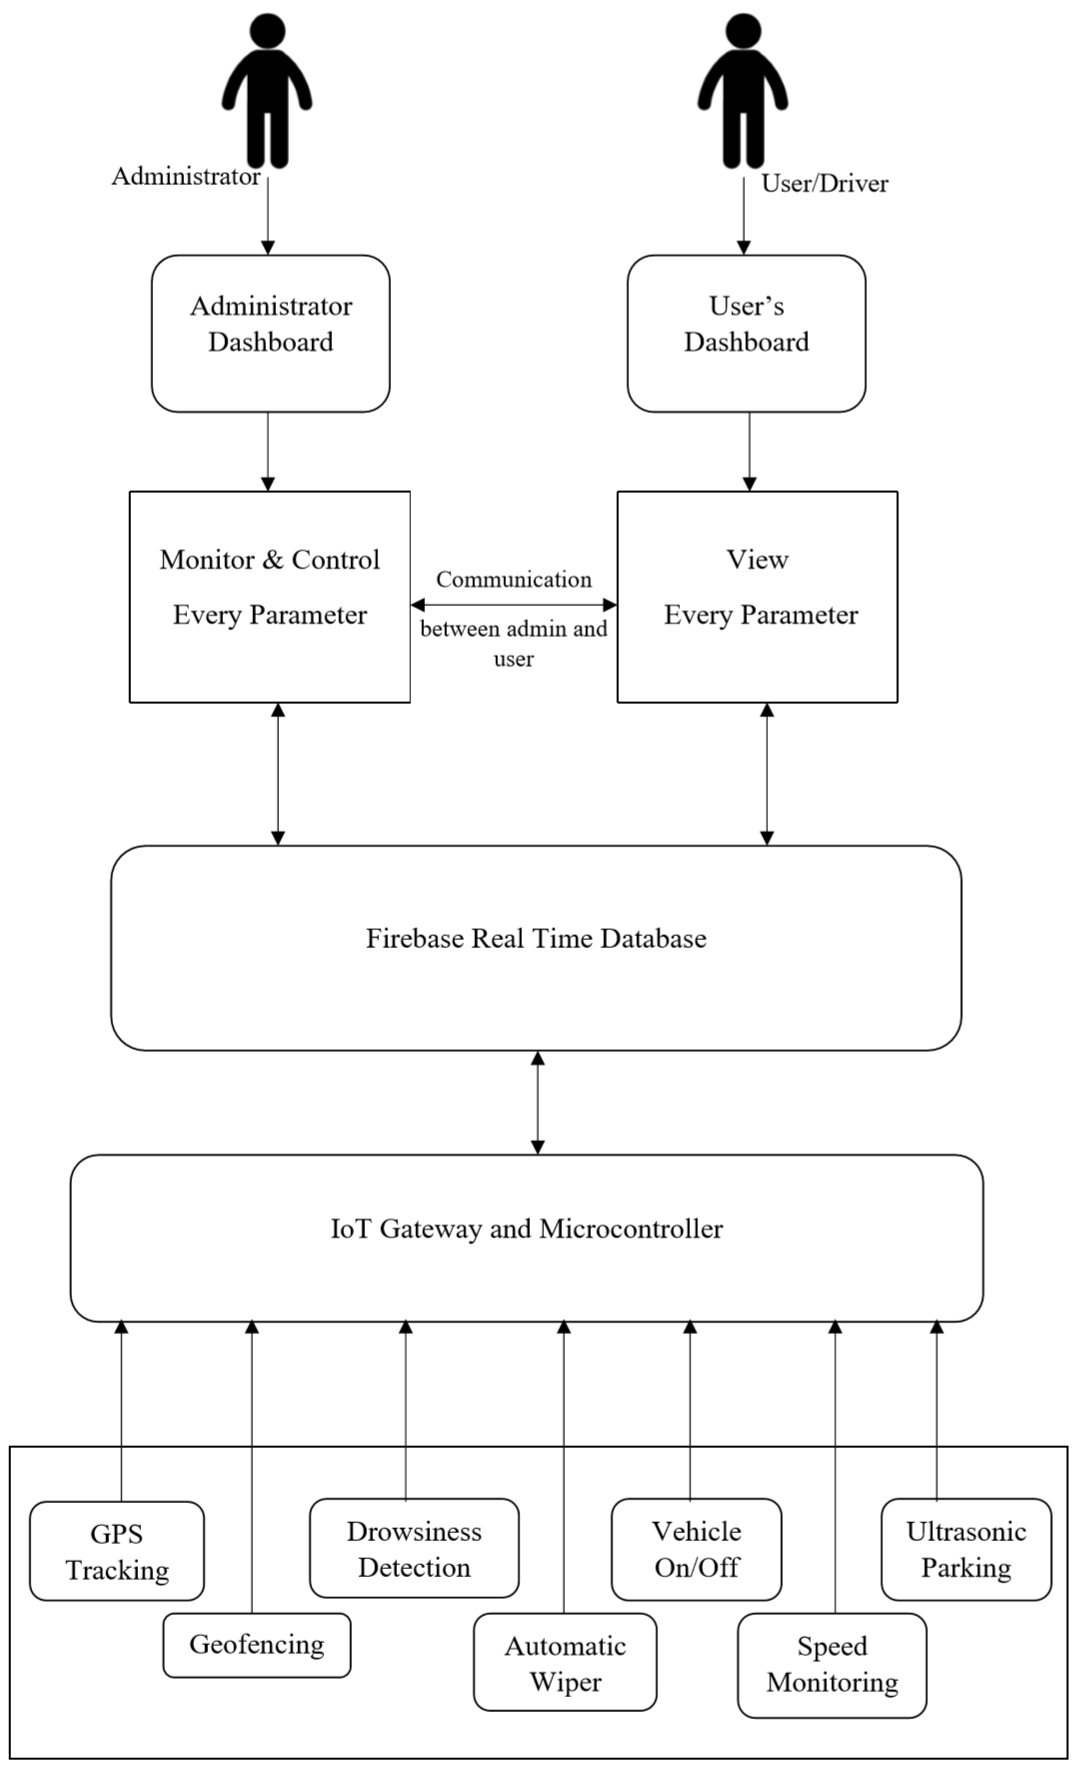 Administrator
User/Driver
Administrator
Dashboard
User’s
Dashboard
Monitor & Control
Every Parameter
Communication
between admin and
user
View
Every Parameter
Firebase Real Time Database
IoT Gateway and Microcontroller
GPS
Tracking
Geofencing
Drowsiness
Detection
Automatic
Wiper
Vehicle
On/Off
Speed
Monitoring
Ultrasonic
Parking